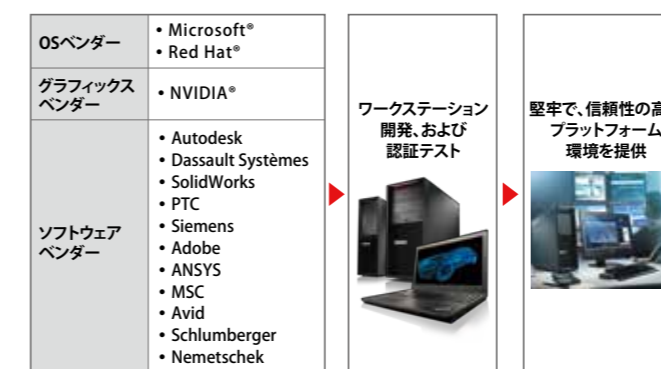 OSベンダー
• Microsoft®
• Red Hat®
グラフィックス
ベンダー
• NVIDIA®
ソフトウェア
ベンダー
• Autodesk
• Dassault Systèmes
• SolidWorks
• PTC
• Siemens
• Adobe
• ANSYS
• MSC
• Avid
• Schlumberger
• Nemetschek
ワークステーション
開発、および
認証テスト
堅牢で、信頼性の高
プラットフォーム
環境を提供